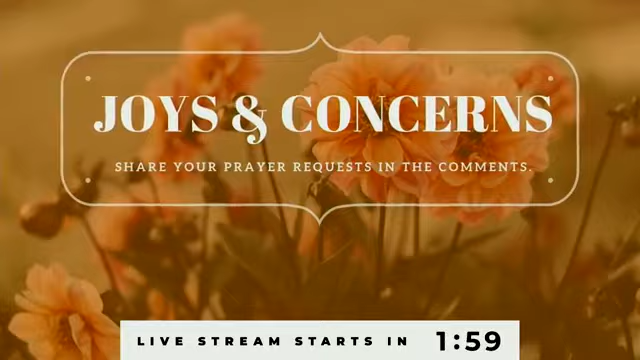 JOYS & CONCERNS
SHARE YOUR PRAYER REQUESTS IN THE COMMENTS.
LIVE STREAM STARTS IN 1:59